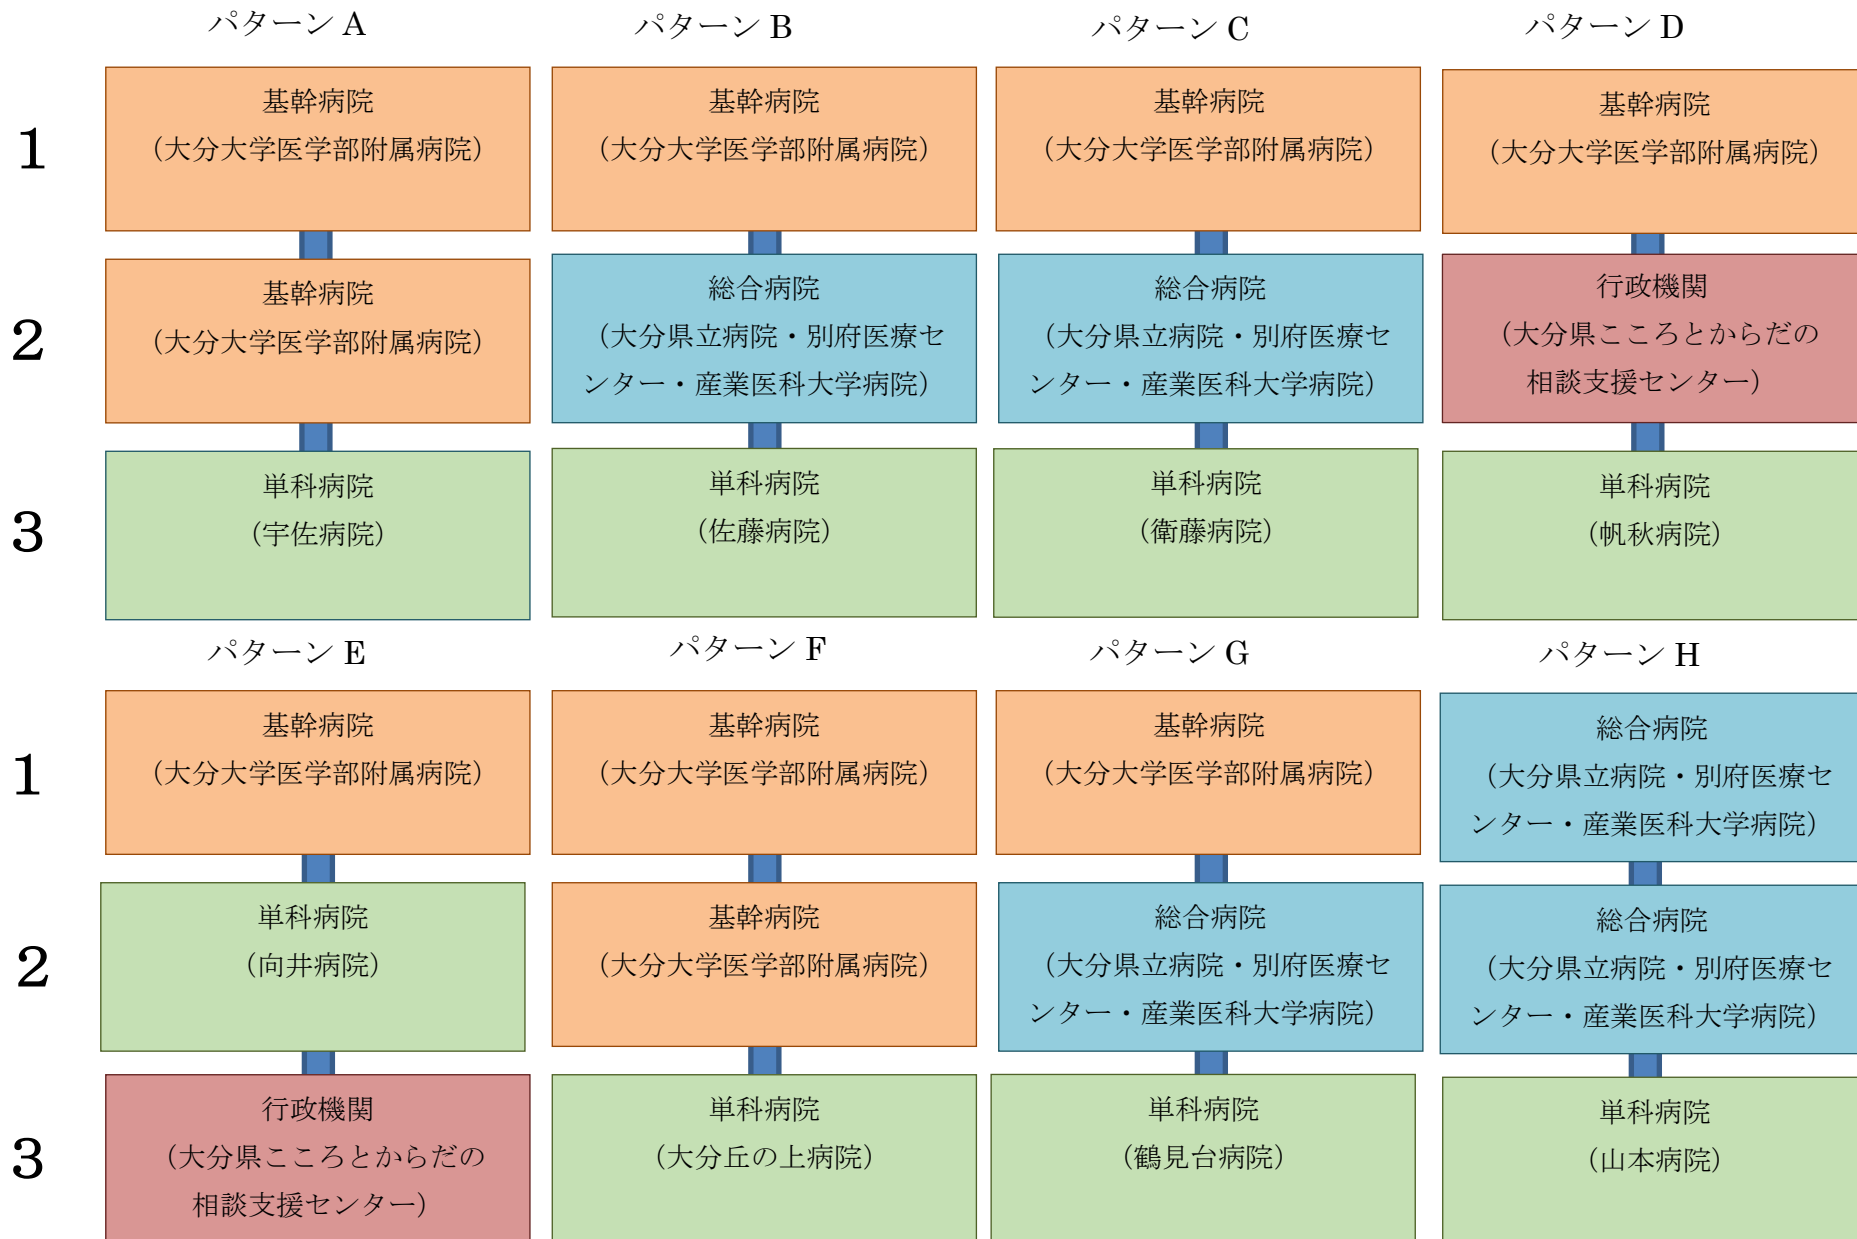 パターン A
パターン B
パターン C
パターン D
1
基幹病院
（大分大学医学部附属病院）
基幹病院
（大分大学医学部附属病院）
基幹病院
（大分大学医学部附属病院）
基幹病院
（大分大学医学部附属病院）
2
基幹病院
（大分大学医学部附属病院）
総合病院
（大分県立病院・別府医療セ
ンター・産業医科大学病院）
総合病院
（大分県立病院・別府医療セ
ンター・産業医科大学病院）
行政機関
（大分県こころとからだの
相談支援センター）
3
単科病院
（宇佐病院）
単科病院
（佐藤病院）
単科病院
（衛藤病院）
単科病院
（帆秋病院）
パターン E
パターン F
パターン G
パターン H
1
基幹病院
（大分大学医学部附属病院）
基幹病院
（大分大学医学部附属病院）
基幹病院
（大分大学医学部附属病院）
総合病院
（大分県立病院・別府医療セ
ンター・産業医科大学病院）
2
単科病院
（向井病院）
基幹病院
（大分大学医学部附属病院）
総合病院
（大分県立病院・別府医療セ
ンター・産業医科大学病院）
総合病院
（大分県立病院・別府医療セ
ンター・産業医科大学病院）
3
行政機関
（大分県こころとからだの
相談支援センター）
単科病院
（大分丘の上病院）
単科病院
（鶴見台病院）
単科病院
（山本病院）